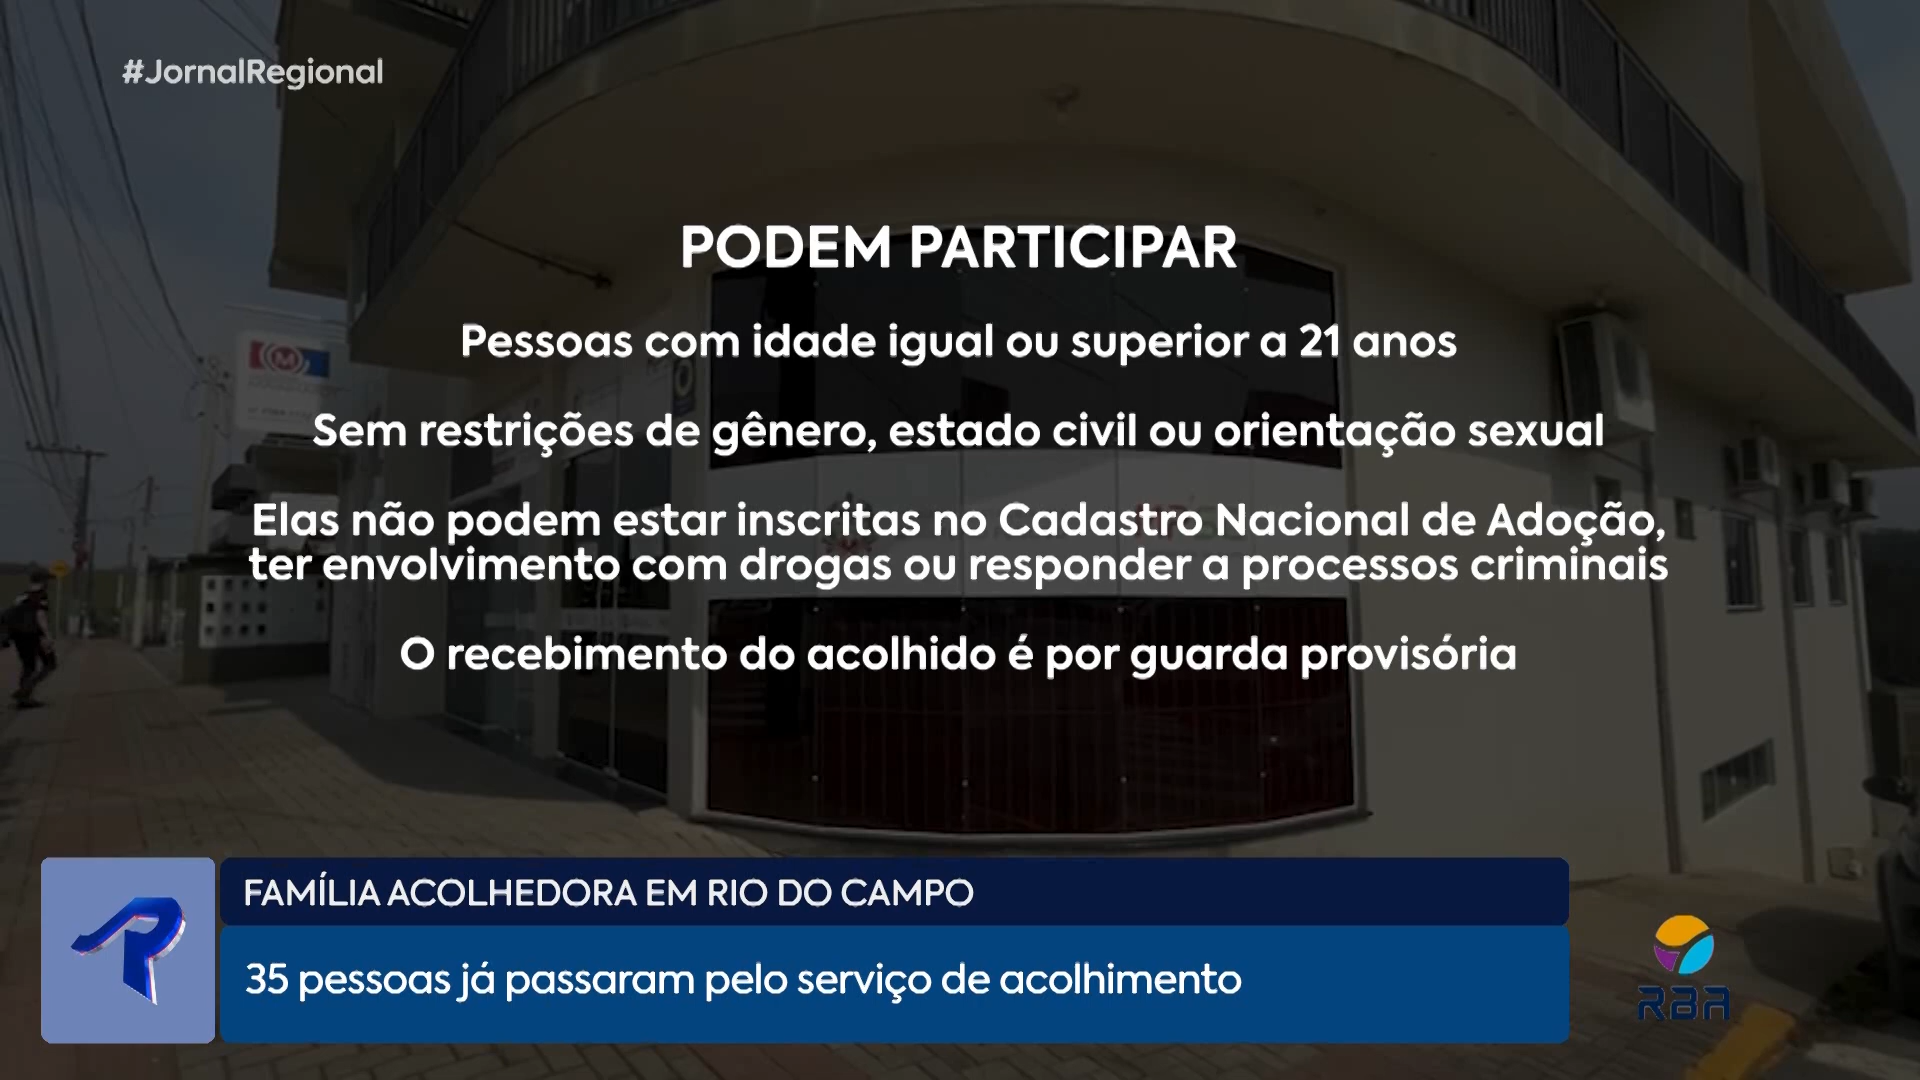 #JornalRegional
PODEM PARTICIPAR
Pessoas com idade igual ou superior a 21 anos
Sem restrições de gênero, estado civil ou orientação sexual
Elas não podem estar inscritas no Cadastro Nacional de Adoção,
ter envolvimento com drogas ou responder a processos criminais
O recebimento do acolhido é por guarda provisória
FAMÍLIA ACOLHEDORA EM RIO DO CAMPO
35 pessoas já passaram pelo serviço de acolhimento
RBA